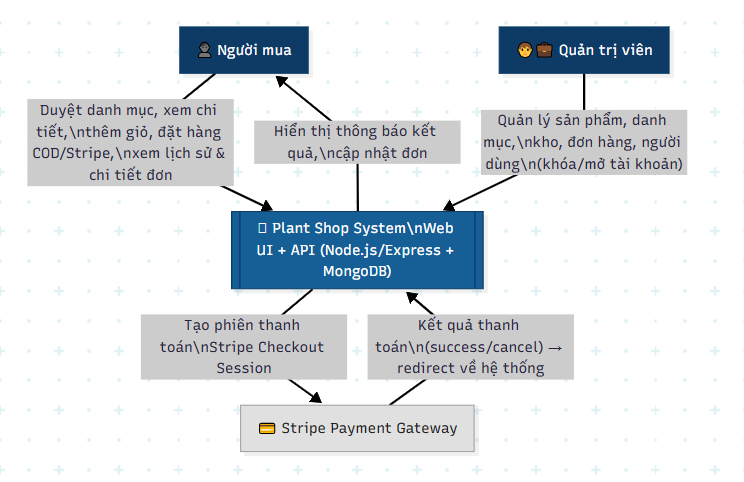 Người mua
Quản trị viên
Duyệt danh mục, xem chi
tiết,\nthêm giỏ, đặt hàng
COD/Stripe,\nxem lịch sử &
chi tiết đơn
Hiển thị thông báo kết
quả,\ncập nhật đơn
Quản lý sản phẩm, danh
mục,\nkho, đơn hàng, người
dùng\n(khóa/mở tài khoản)
Plant Shop System\nWeb
UI + API (Node.js/Express +
MongoDB)
Tạo phiên thanh
toán\nStripe Checkout
Session
Kết quả thanh
toán\n(success/cancel) →
redirect về hệ thống
Stripe Payment Gateway